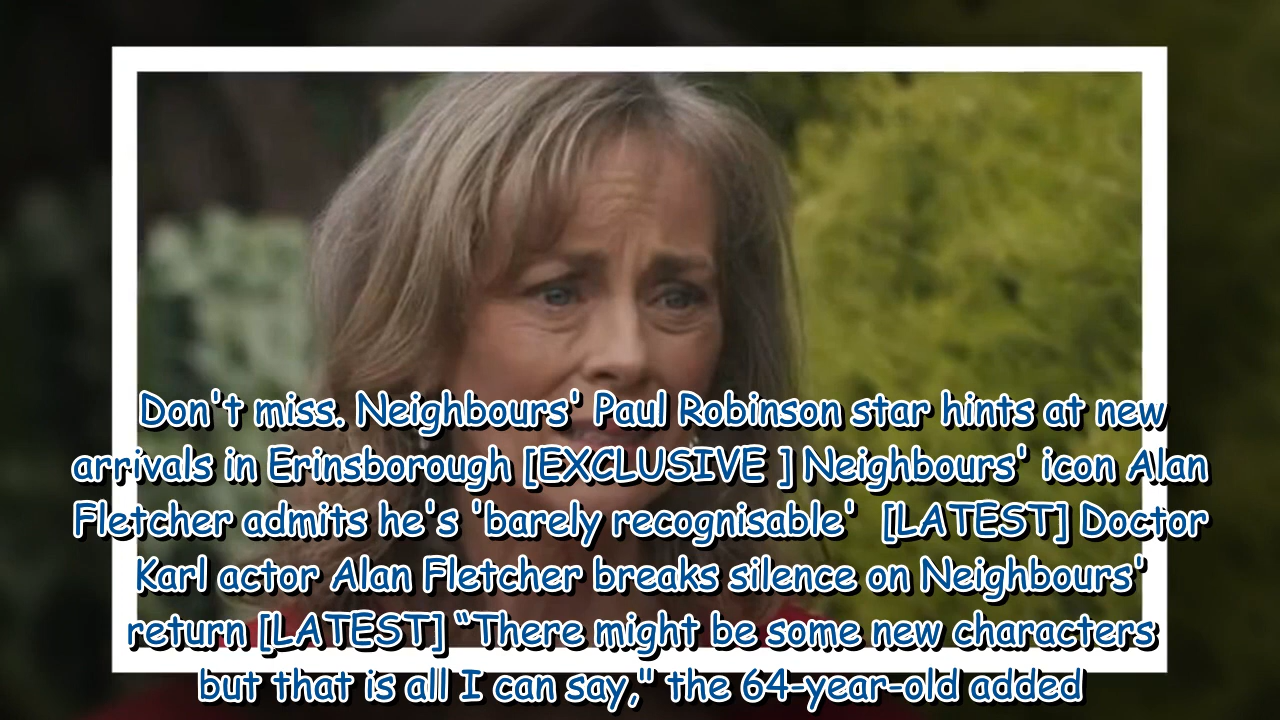 Don't miss. Neighbours' Paul Robinson star hints at new
arrivals in Erinsborough [EXCLUSIVE ] Neighbours' icon Alan
Fletcher admits he's 'barely recognisable'  [LATEST] Doctor
Karl actor Alan Fletcher breaks silence on Neighbours'
return [LATEST] “There might be some new characters
but that is all I can say," the 64-year-old added